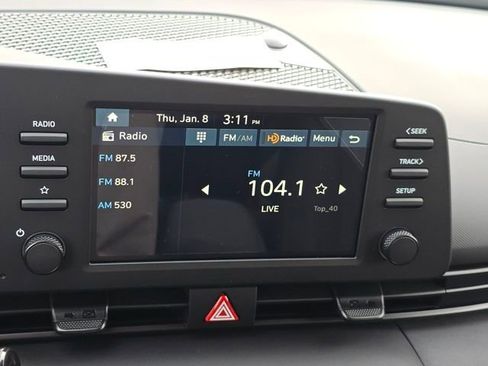 Thu, Jan. 8 3:11 PM
RADIO
Radio
FM/AM
HD Radio
Menu
<SEEK
MEDIA
FM 87.5
FM 88.1
AM 530
FM
104.1
LIVE
Top_40
TRACK>
SETUP